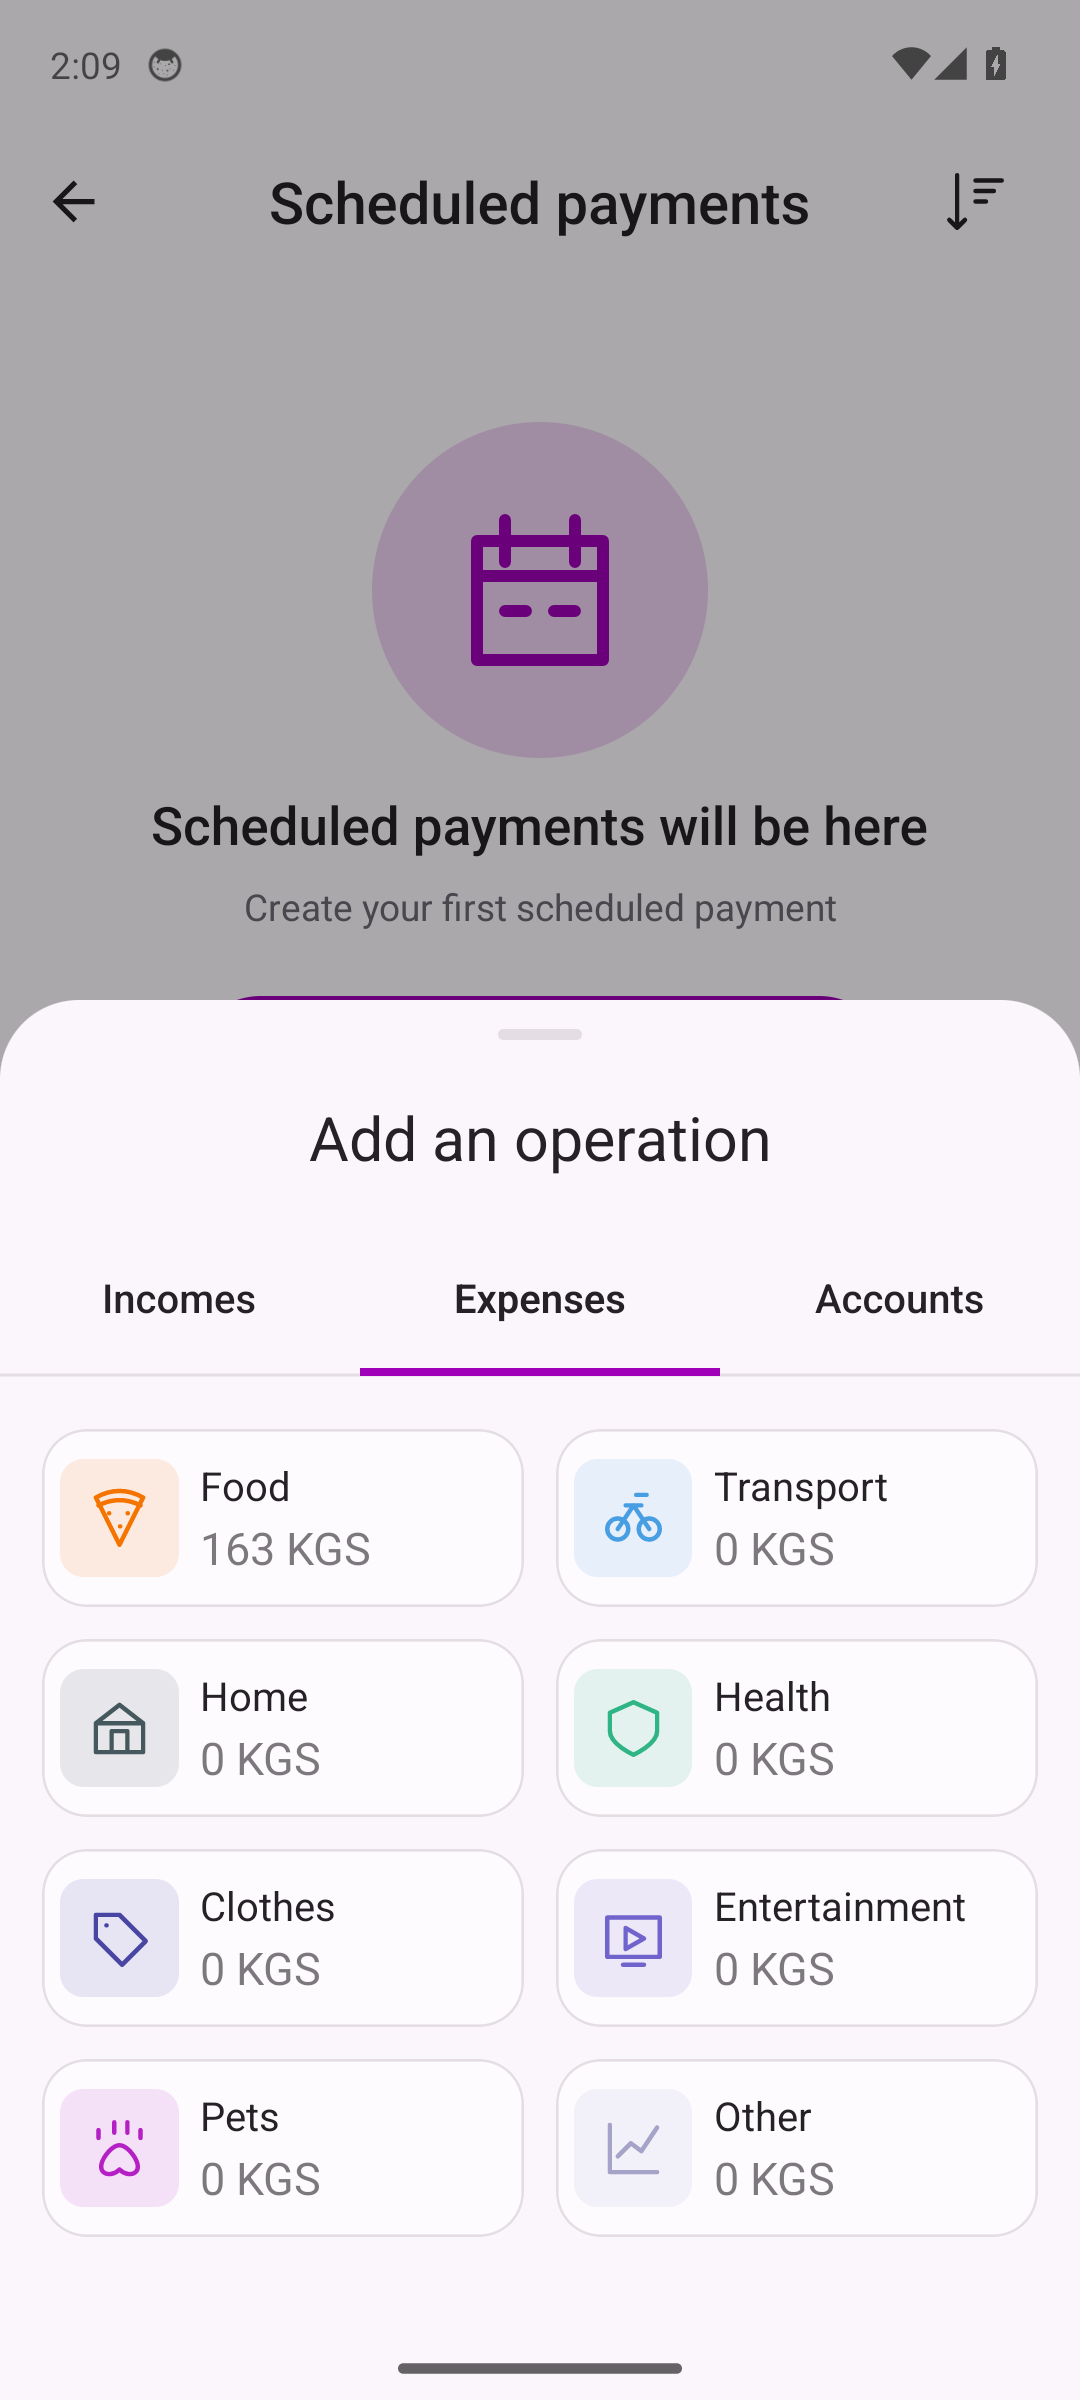 2:09
Scheduled payments
Scheduled payments will be here
Create your first scheduled payment
Add an operation
Incomes
Expenses
Accounts
Food
163 KGS
Transport
0 KGS
Home
0 KGS
Health
0 KGS
Clothes
0 KGS
Entertainment
0 KGS
Pets
0 KGS
Other
0 KGS